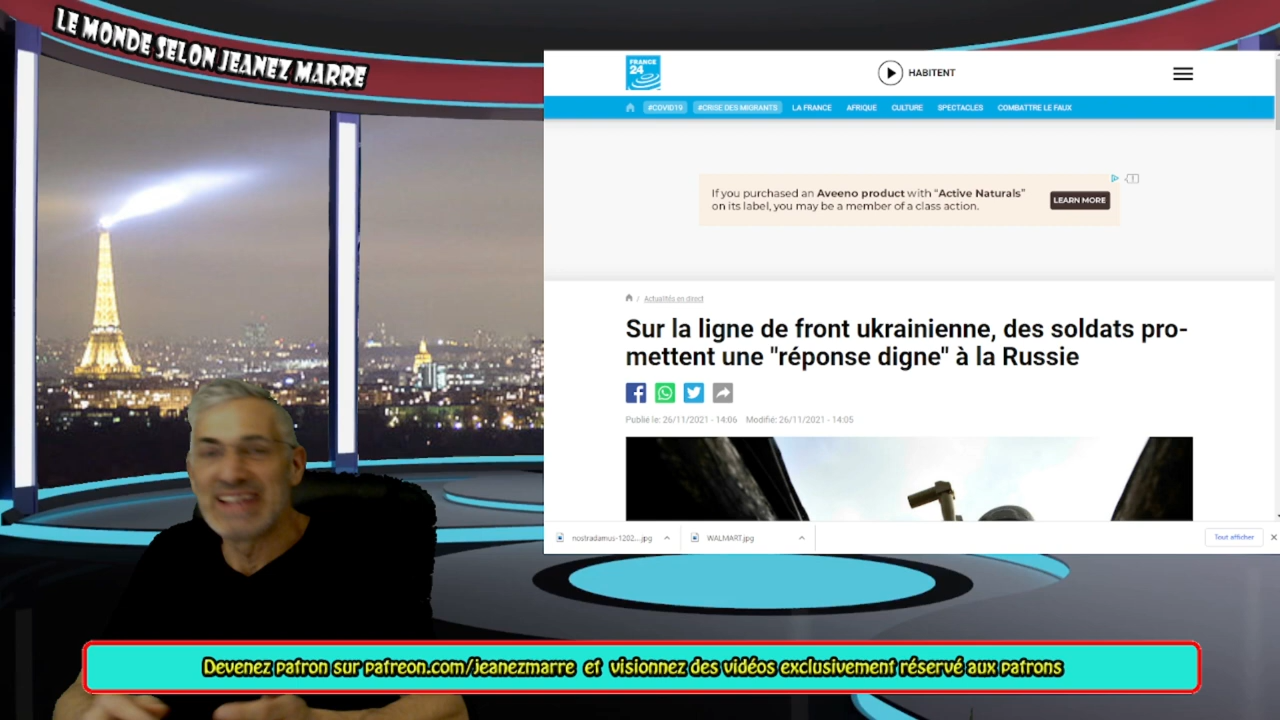 LE MONDE SELON JEANEZ MARRE
FRANCE
24
HABITENT
#COVID19 #CRISE DES MIGRANTS LA FRANCE AFRIQUE CULTURE SPECTACLES COMBATTRE LE FAUX
If you purchased an Aveeno product with “Active Naturals”
on its label, you may be a member of a class action.
LEARN MORE
/ Actualités en direct
Sur la ligne de front ukrainienne, des soldats pro-
mettent une "réponse digne" à la Russie
Publié le: 26/11/2021 - 14:06 Modifié: 26/11/2021 - 14:05
nostradamus-1202....jpg WALMART.jpg Tout afficher
Devenez patron sur patreon.com/jeanezmarre et visionnez des vidéos exclusivement réservé aux patrons